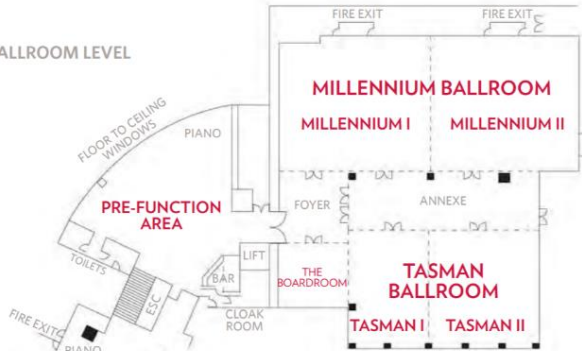 FIRE EXIT
FIRE EXIT
ALLROOM LEVEL
MILLENNIUM BALLROOM
MILLENNIUM I
MILLENNIUM II
FLOOR TO CEILING
WINDOWS
PIANO
PRE-FUNCTION
AREA
FOYER
ANNEXE
TOILETS
LIFT
BAR
THE
BOARDROOM
TASMAN
BALLROOM
ESC
CLOAK
ROOM
TASMAN I
TASMAN II
FIRE EXIT
PIANO